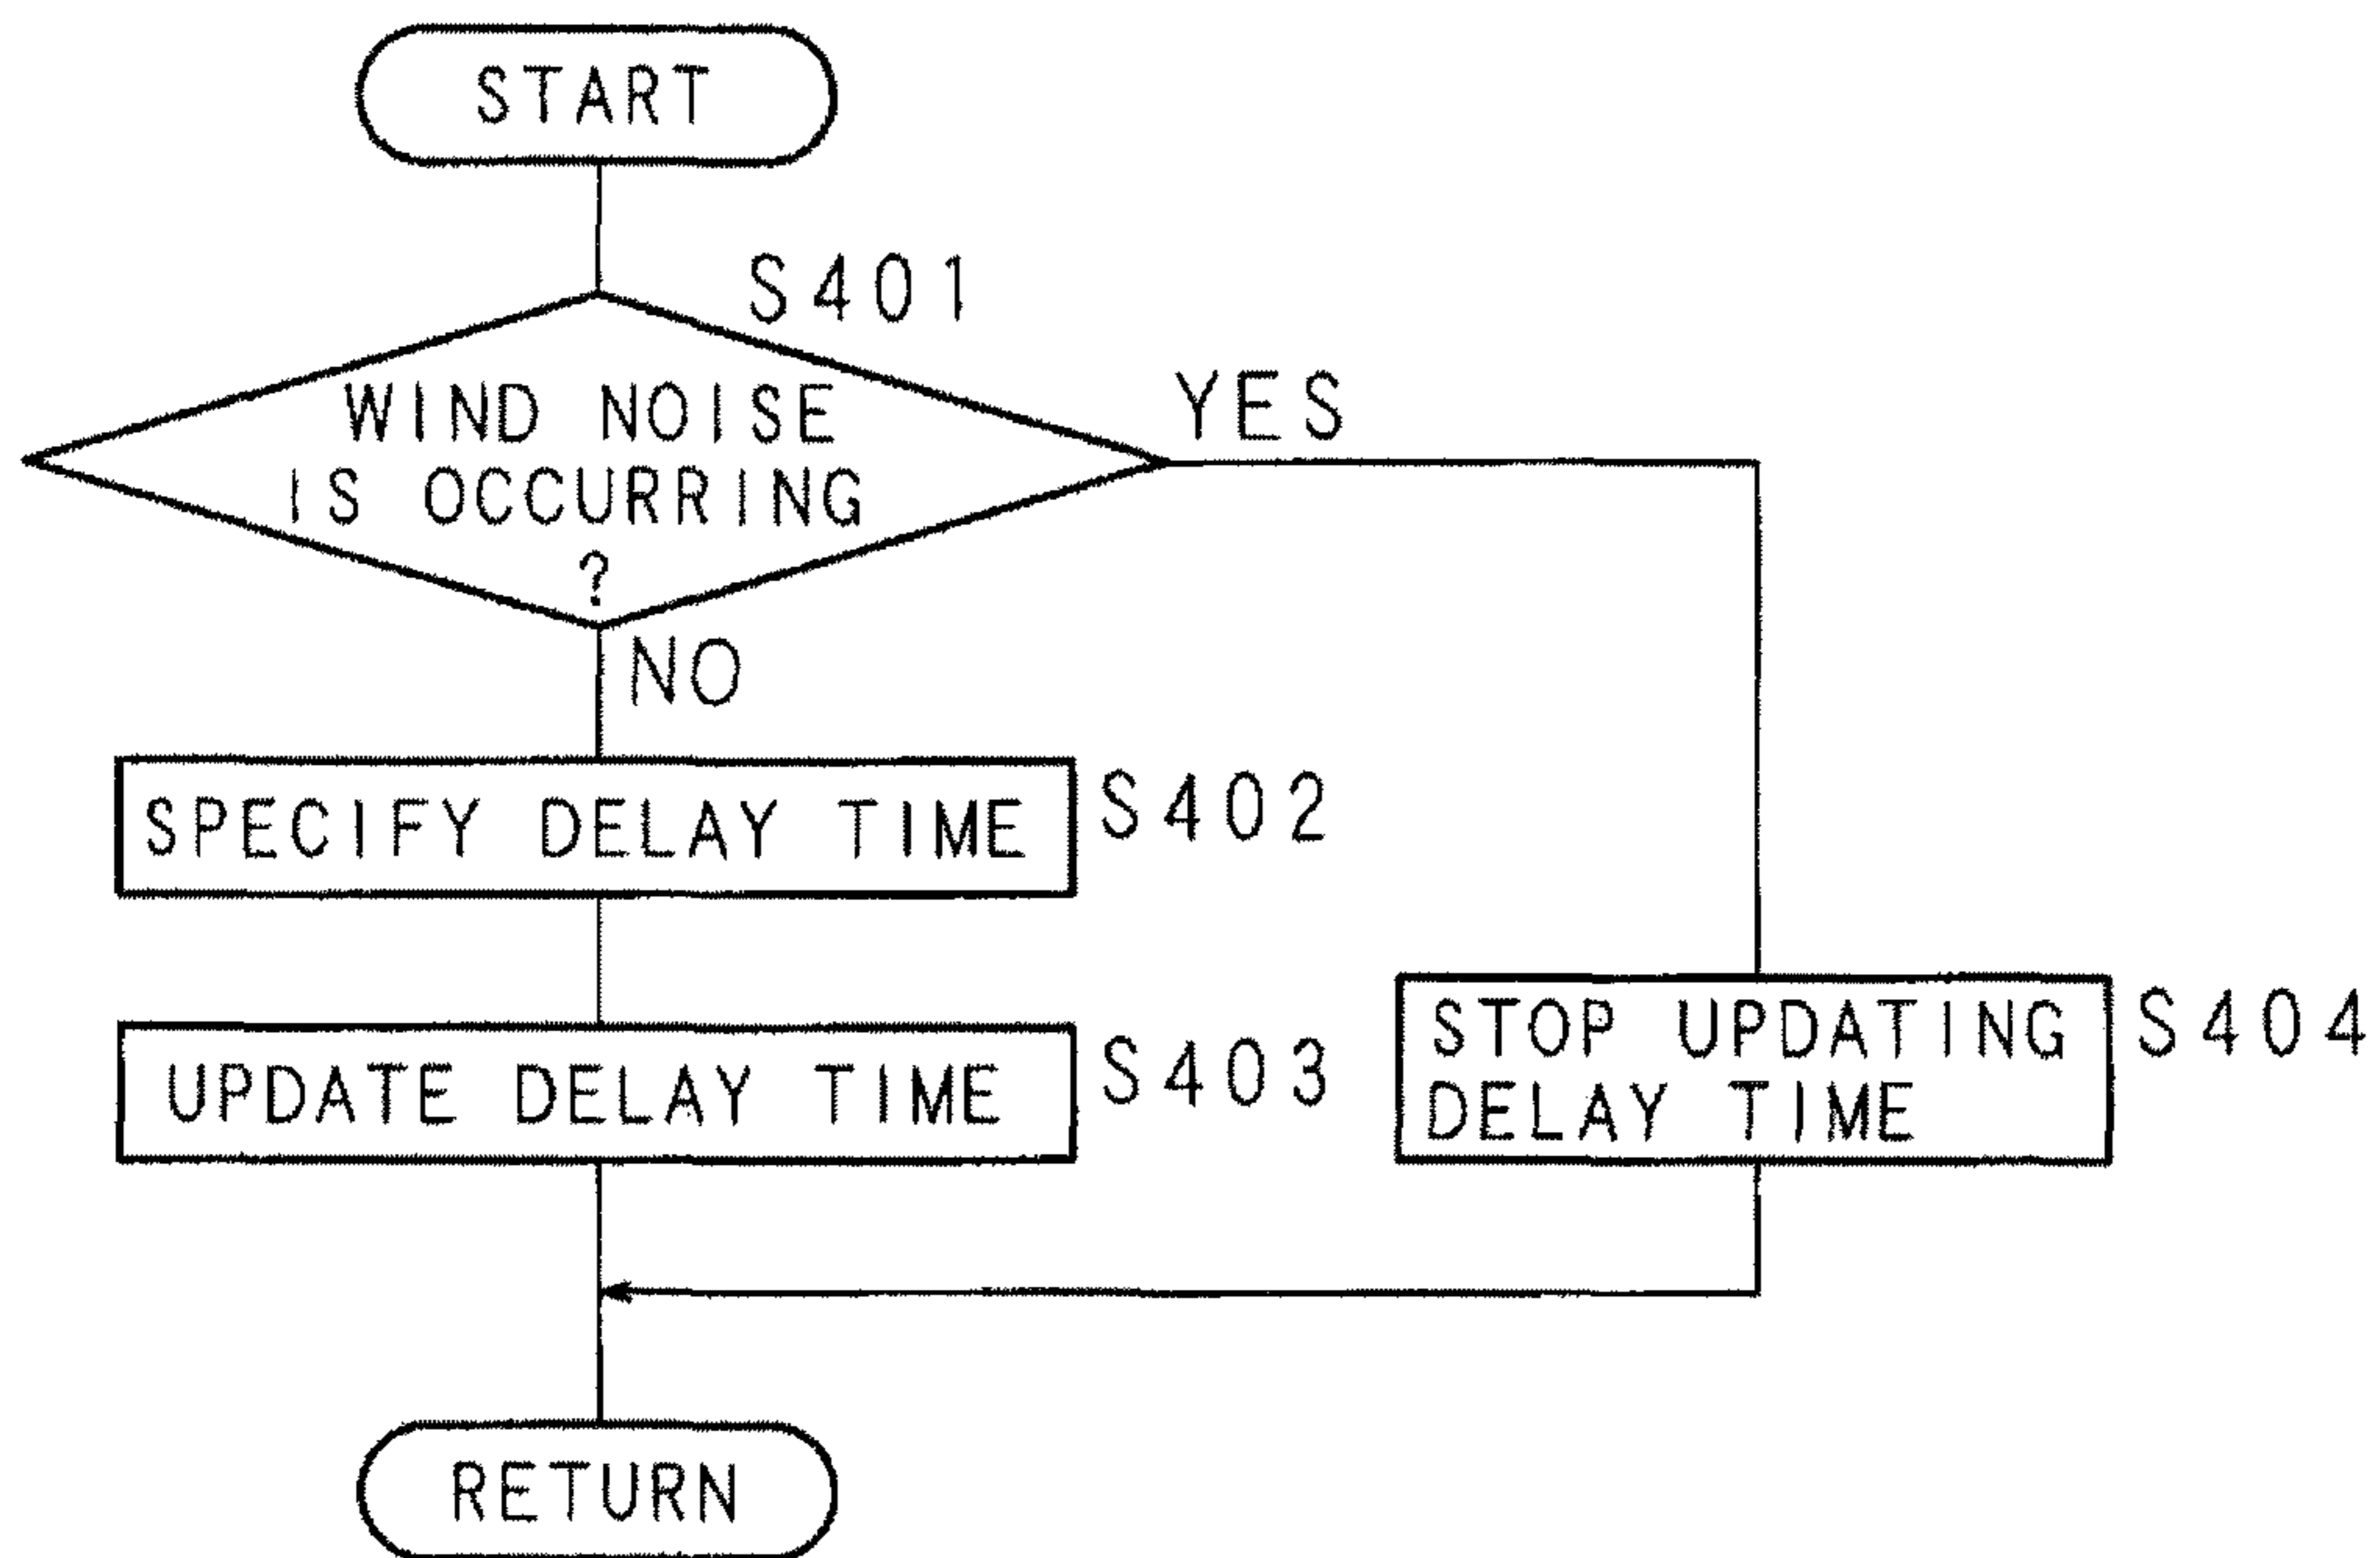 START
S401
WIND NOISE
IS OCCURRING
?
YES
NO
SPECIFY DELAY TIME
S402
UPDATE DELAY TIME
S403
STOP UPDATING
DELAY TIME
S404
RETURN